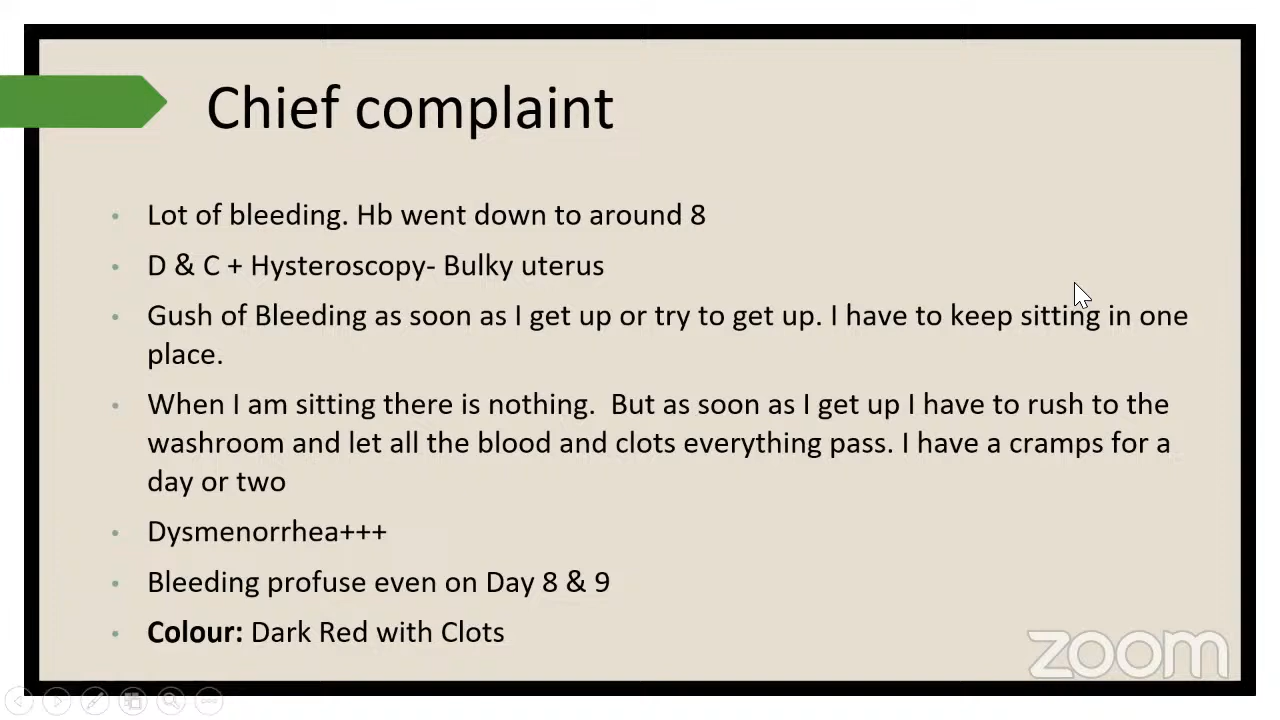 Chief complaint
• Lot of bleeding. Hb went down to around 8
• D & C + Hysteroscopy- Bulky uterus
• Gush of Bleeding as soon as I get up or try to get up. I have to keep sitting in one
place.
• When I am sitting there is nothing.  But as soon as I get up I have to rush to the
washroom and let all the blood and clots everything pass. I have a cramps for a
day or two
• Dysmenorrhea+++
• Bleeding profuse even on Day 8 & 9
• Colour: Dark Red with Clots
zoom